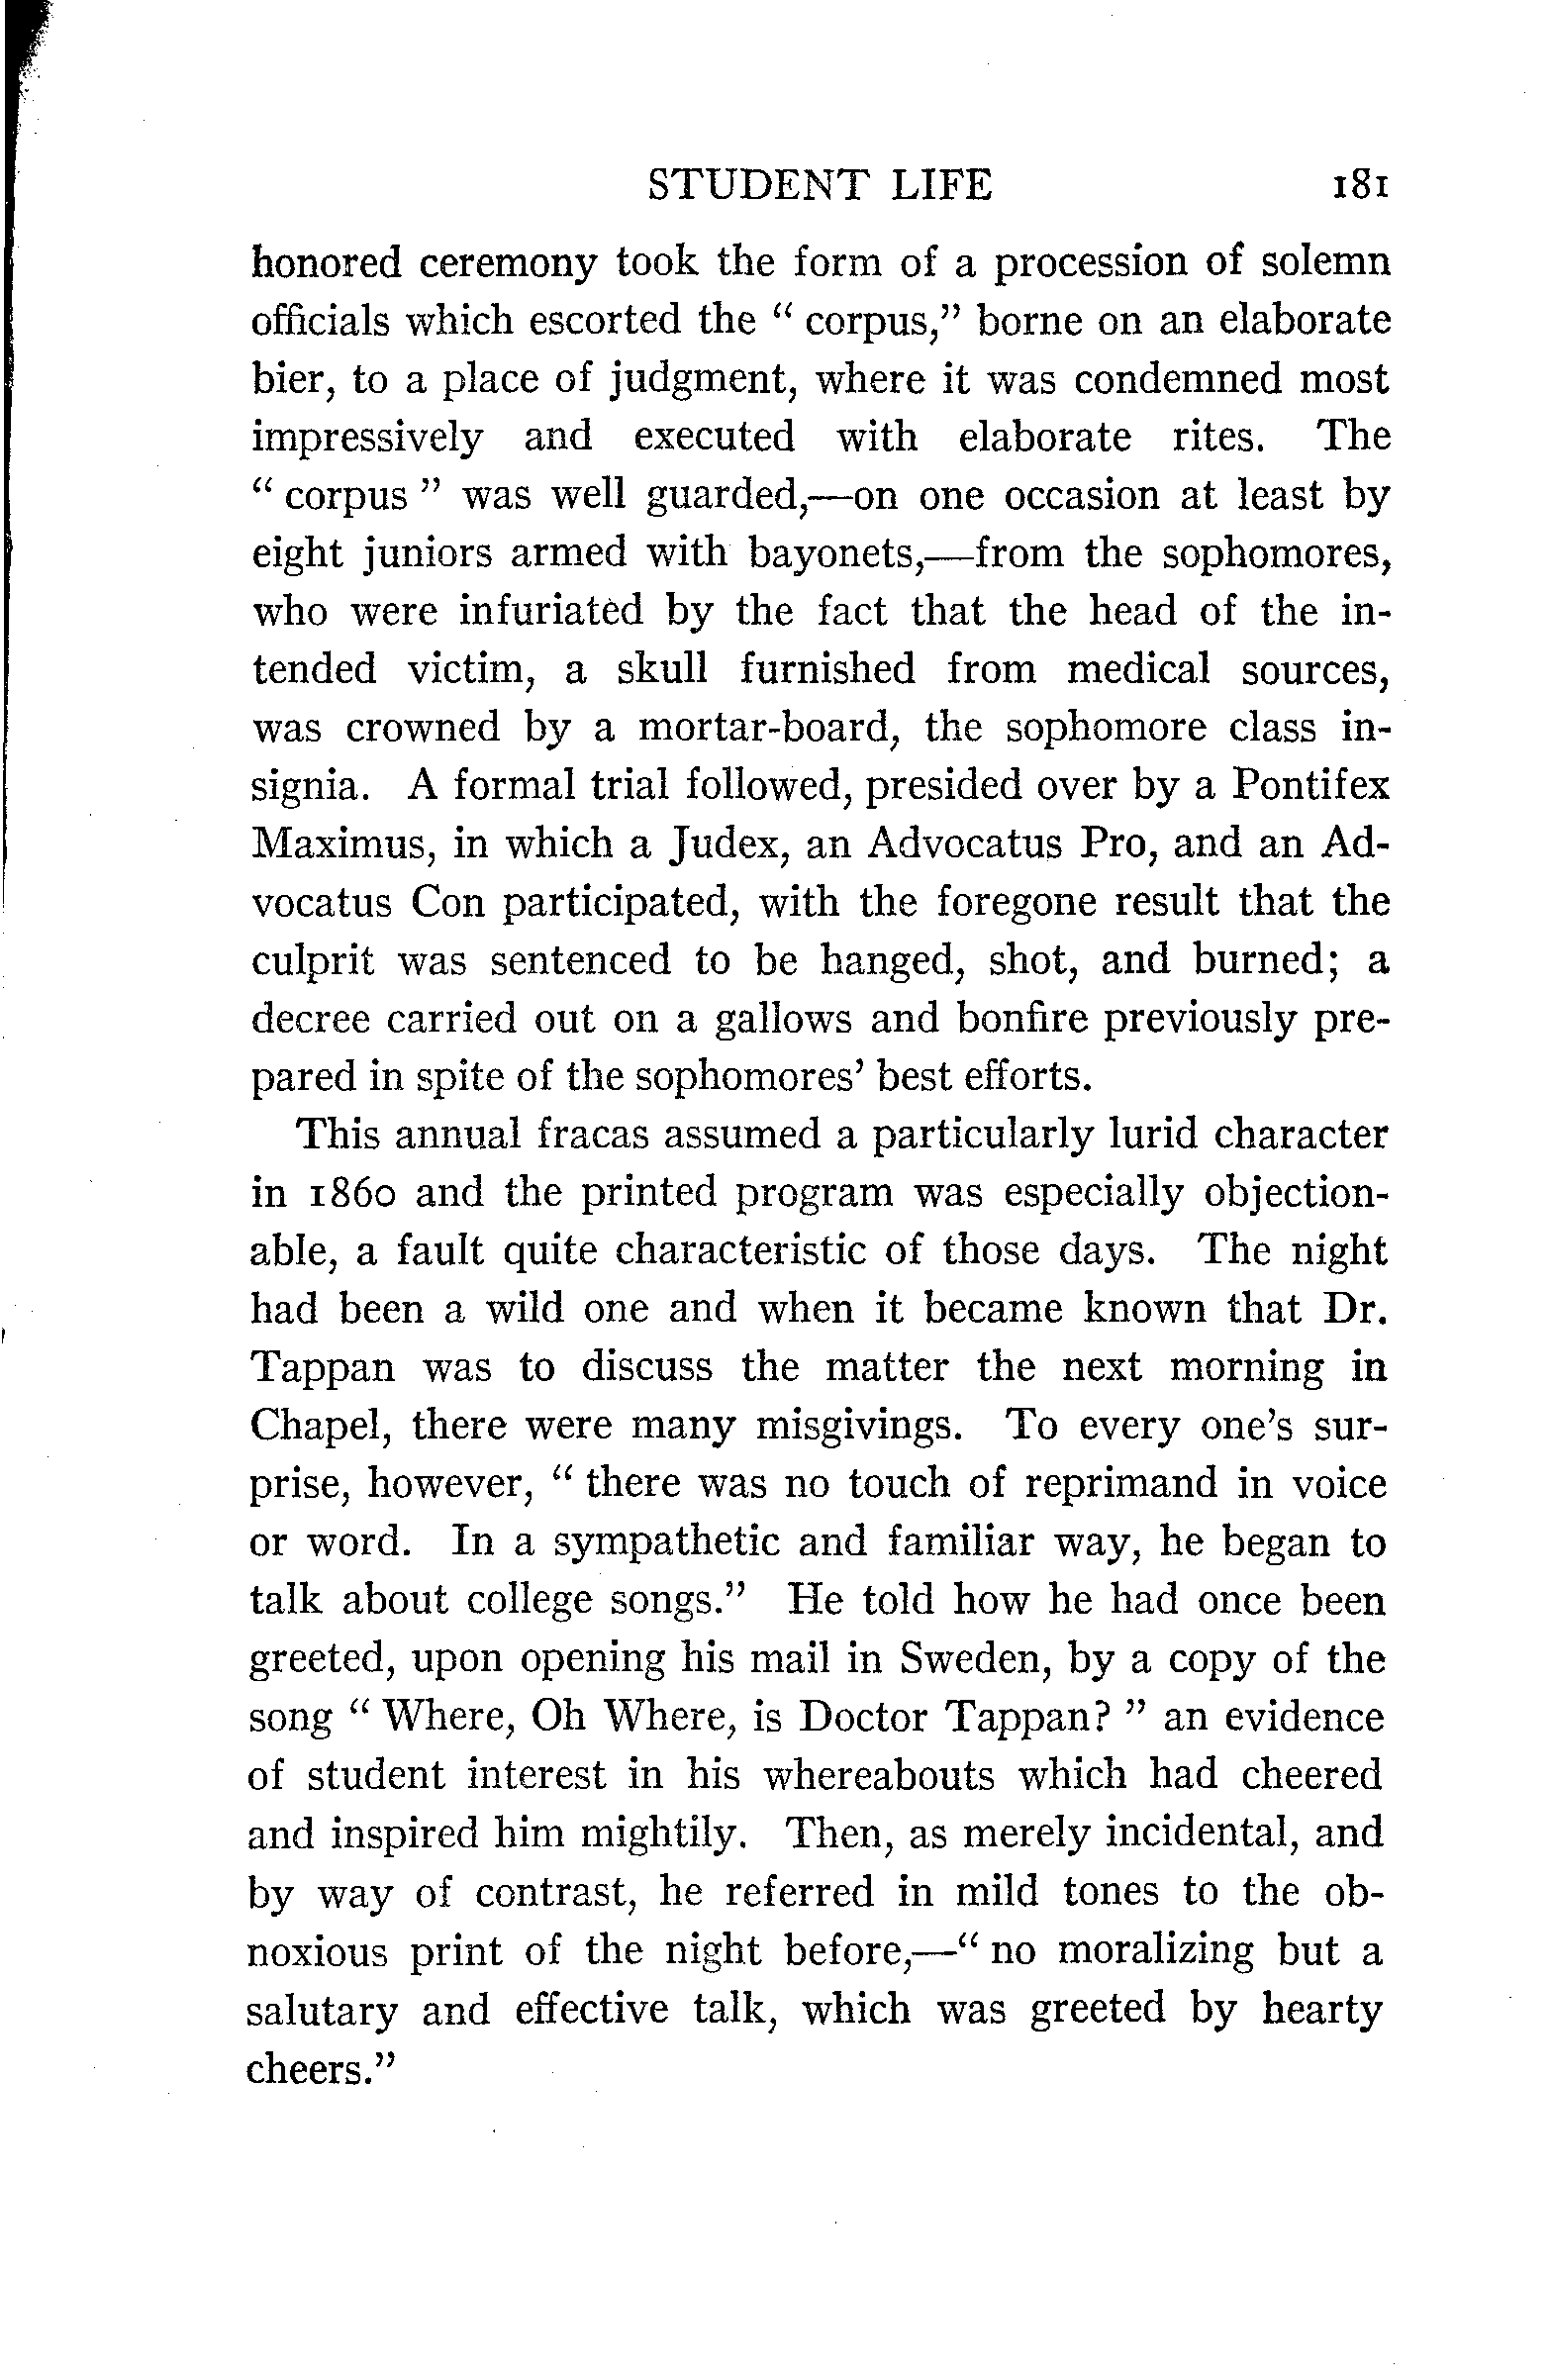 STUDENT LIFE 181
honored ceremony took the form of a procession of solemn
officials which escorted the “ corpus,” borne on an elaborate
bier, to a place of judgment, where it was condemned most
impressively and executed with elaborate rites. The
“ corpus ” was well guarded,—on one occasion at least by
eight juniors armed with bayonets,—from the sophomores,
who were infuriated by the fact that the head of the in-
tended victim, a skull furnished from medical sources,
was crowned by a mortar-board, the sophomore class in-
signia. A formal trial followed, presided over by a Pontifex
Maximus, in which a Judex, an Advocatus Pro, and an Ad-
vocatus Con participated, with the foregone result that the
culprit was sentenced to be hanged, shot, and burned; a
decree carried out on a gallows and bonfire previously pre-
pared in spite of the sophomores’ best efforts.
This annual fracas assumed a particularly lurid character
in 1860 and the printed program was especially objection-
able, a fault quite characteristic of those days. The night
had been a wild one and when it became known that Dr.
Tappan was to discuss the matter the next morning in
Chapel, there were many misgivings. To every one’s sur-
prise, however, “ there was no touch of reprimand in voice
or word. In a sympathetic and familiar way, he began to
talk about college songs.” He told how he had once been
greeted, upon opening his mail in Sweden, by a copy of the
song “ Where, Oh Where, is Doctor Tappan? ” an evidence
of student interest in his whereabouts which had cheered
and inspired him mightily. Then, as merely incidental, and
by way of contrast, he referred in mild tones to the ob-
noxious print of the night before,—“ no moralizing but a
salutary and effective talk, which was greeted by hearty
cheers.”